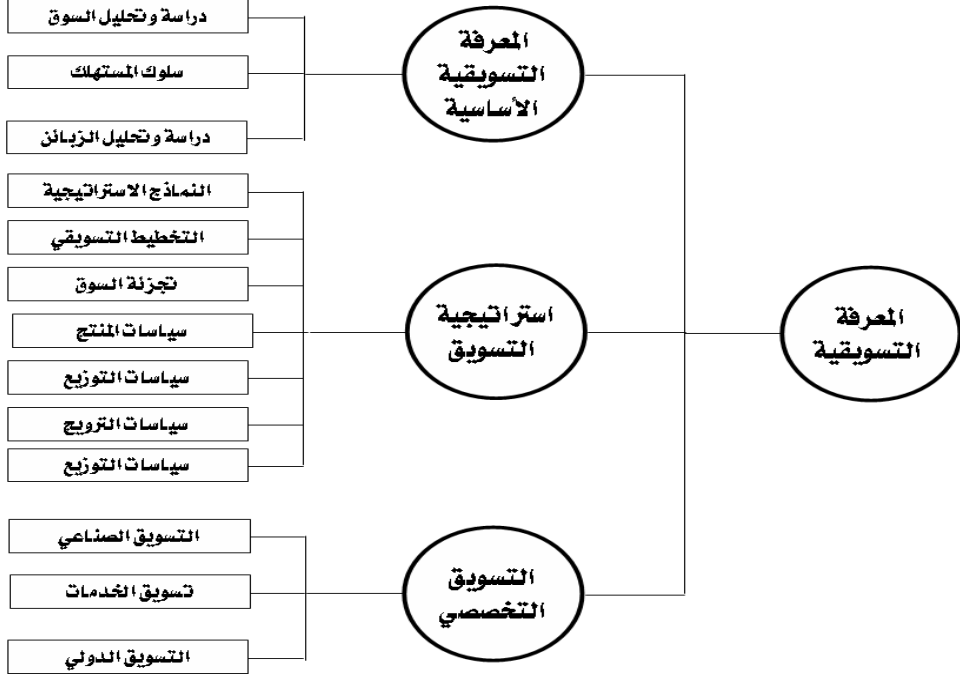 المعرفة
التسويقية
المعرفة
التسويقية
الأساسية
دراسة وتحليل السوق
سلوك المستهلك
دراسة وتحليل الزبائن
استراتيجية
التسويق
النماذج الاستراتيجية
التخطيط التسويقي
تجزئة السوق
سياسات المنتج
سياسات التوزيع
سياسات الترويج
سياسات التوزيع
التسويق
التخصصي
التسويق الصناعي
تسويق الخدمات
التسويق الدولي